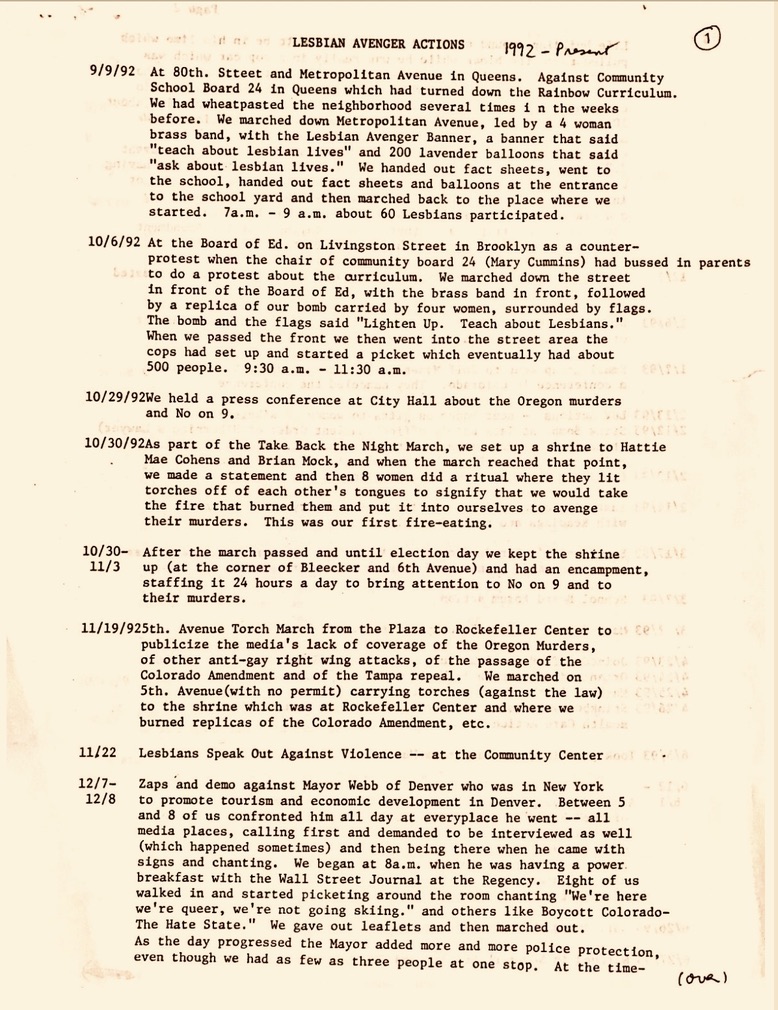 LESBIAN AVENGER ACTIONS 1992 - Present
1
9/9/92 At 80th. Stteet and Metropolitan Avenue in Queens. Against Community
School Board 24 in Queens which had turned down the Rainbow Curriculum.
We had wheatpasted the neighborhood several times i n the weeks
before. We marched down Metropolitan Avenue, led by a 4 woman
brass band, with the Lesbian Avenger Banner, a banner that said
"teach about lesbian lives" and 200 lavender balloons that said
"ask about lesbian lives." We handed out fact sheets, went to
the school, handed out fact sheets and balloons at the entrance
to the school yard and then marched back to the place where we
started. 7a.m. - 9 a.m. about 60 Lesbians participated.
10/6/92 At the Board of Ed. on Livingston Street in Brooklyn as a counter-
protest when the chair of community board 24 (Mary Cummins) had bussed in parents
to do a protest about the curriculum. We marched down the street
in front of the Board of Ed, with the brass band in front, followed
by a replica of our bomb carried by four women, surrounded by flags.
The bomb and the flags said "Lighten Up. Teach about Lesbians."
When we passed the front we then went into the street area the
cops had set up and started a picket which eventually had about
500 people. 9:30 a.m. - 11:30 a.m.
10/29/92We held a press conference at City Hall about the Oregon murders
and No on 9.
10/30/92As part of the Take Back the Night March, we set up a shrine to Hattie
Mae Cohens and Brian Mock, and when the march reached that point,
we made a statement and then 8 women did a ritual where they lit
torches off of each other's tongues to signify that we would take
the fire that burned them and put it into ourselves to avenge
their murders. This was our first fire-eating.
10/30- After the march passed and until election day we kept the shrine
11/3 up (at the corner of Bleecker and 6th Avenue) and had an encampment,
staffing it 24 hours a day to bring attention to No on 9 and to
their murders.
11/19/925th. Avenue Torch March from the Plaza to Rockefeller Center to
publicize the media's lack of coverage of the Oregon Murders,
of other anti-gay right wing attacks, of the passage of the
Colorado Amendment and of the Tampa repeal. We marched on
5th. Avenue(with no permit) carrying torches (against the law)
to the shrine which was at Rockefeller Center and where we
burned replicas of the Colorado Amendment, etc.
11/22 Lesbians Speak Out Against Violence -- at the Community Center
12/7- Zaps and demo against Mayor Webb of Denver who was in New York
12/8 to promote tourism and economic development in Denver. Between 5
and 8 of us confronted him all day at everyplace he went -- all
media places, calling first and demanded to be interviewed as well
(which happened sometimes) and then being there when he came with
signs and chanting. We began at 8a.m. when he was having a power
breakfast with the Wall Street Journal at the Regency. Eight of us
walked in and started picketing around the room chanting "We're here
we're queer, we're not going skiing." and others like Boycott Colorado-
The Hate State." We gave out leaflets and then marched out.
As the day progressed the Mayor added more and more police protection,
even though we had as few as three people at one stop. At the time-
(over)